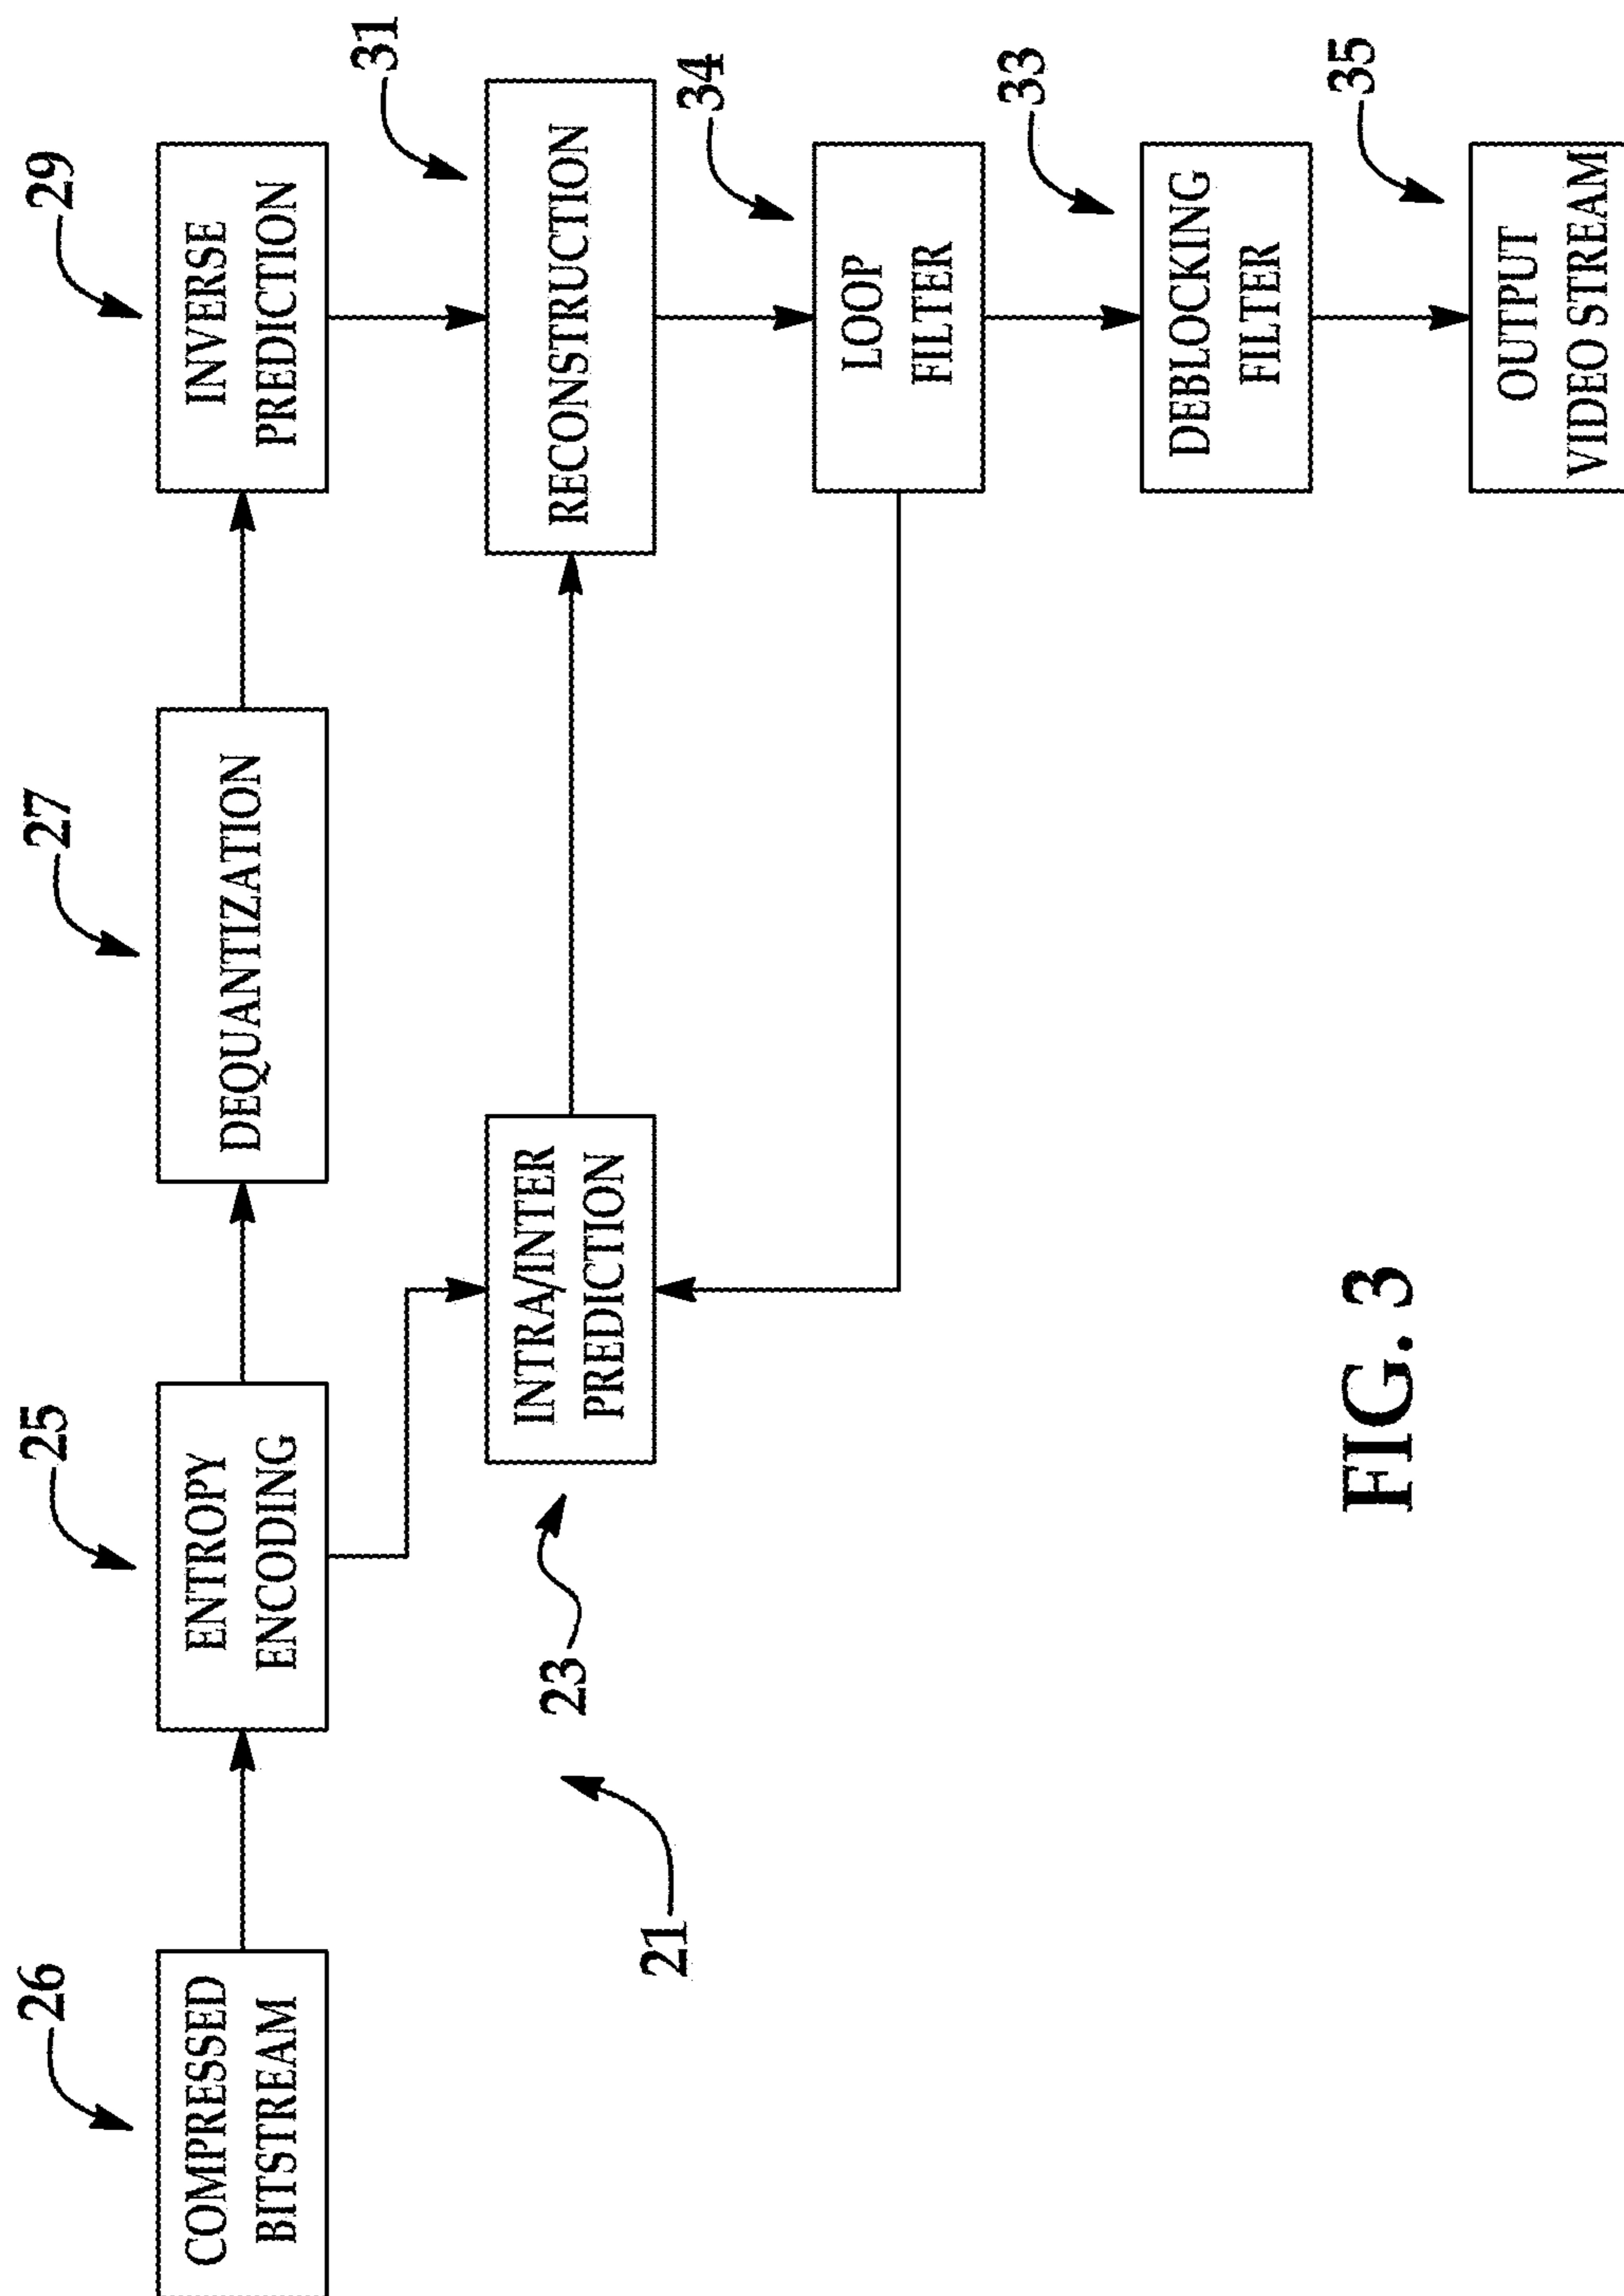 26
COMPRESSED
BITSTREAM
25
ENTROPY
ENCODING
27
DEQUANTIZATION
29
INVERSE
PREDICTION
21
23
INTRA/INTER
PREDICTION
31
RECONSTRUCTION
34
LOOP
FILTER
33
DEBLOCKING
FILTER
35
OUTPUT
VIDEO STREAM
FIG. 3